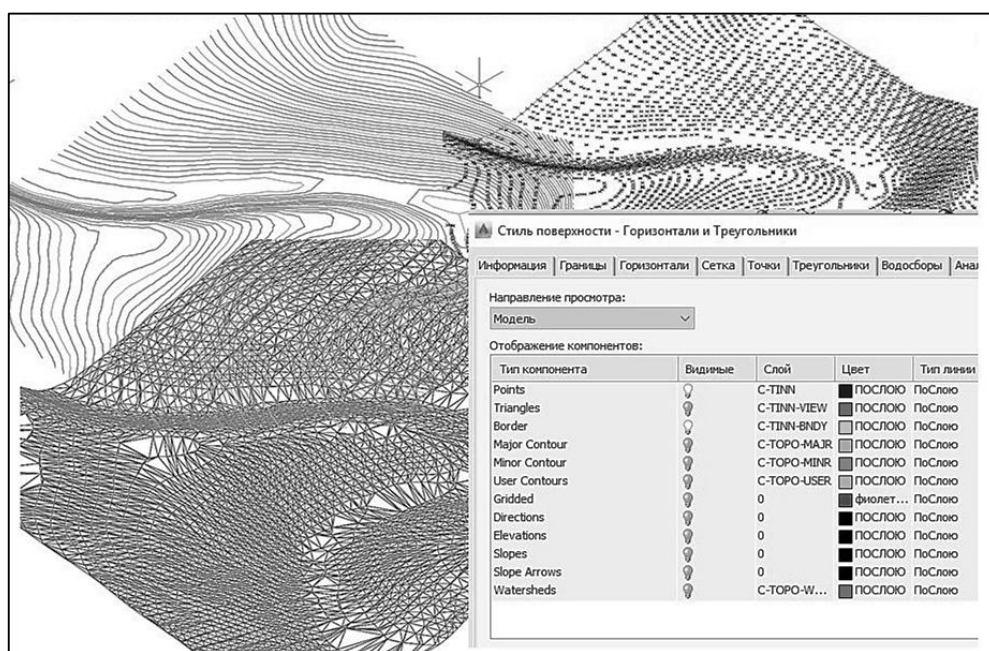 Стиль поверхности - Горизонтали и Треугольники
Информация Границы Горизонтали Сетка Точки Треугольники Водосборы Анал
Направление просмотра:
Модель
Отображение компонентов:
Тип компонента Видимые Слой Цвет Тип линии
Points C-TINN ПОСЛОЮ ПоСлою
Triangles C-TINN-VIEW ПОСЛОЮ ПоСлою
Border C-TINN-BNDY ПОСЛОЮ ПоСлою
Major Contour C-TOPO-MAJR ПОСЛОЮ ПоСлою
Minor Contour C-TOPO-MINR ПОСЛОЮ ПоСлою
User Contours C-TOPO-USER ПОСЛОЮ ПоСлою
Gridded 0 фиолет... ПоСлою
Directions 0 ПОСЛОЮ ПоСлою
Elevations 0 ПОСЛОЮ ПоСлою
Slopes 0 ПОСЛОЮ ПоСлою
Slope Arrows 0 ПОСЛОЮ ПоСлою
Watersheds C-TOPO-W... ПОСЛОЮ ПоСлою